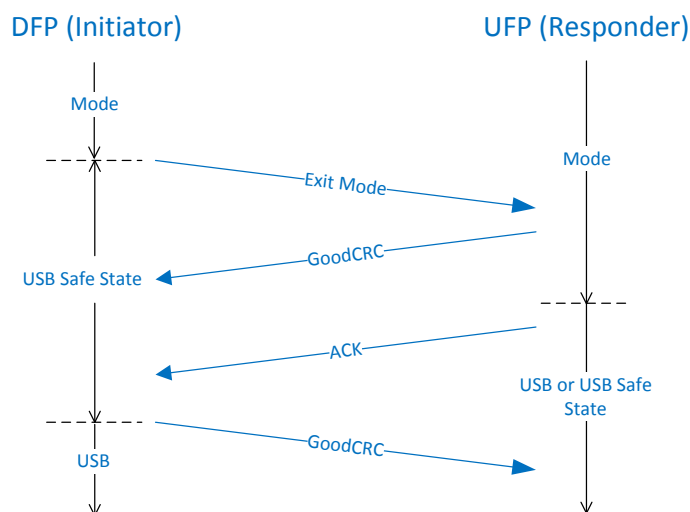 DFP (Initiator)
UFP (Responder)
Mode
Mode
Exit Mode
GoodCRC
USB Safe State
ACK
USB or USB Safe
State
GoodCRC
USB